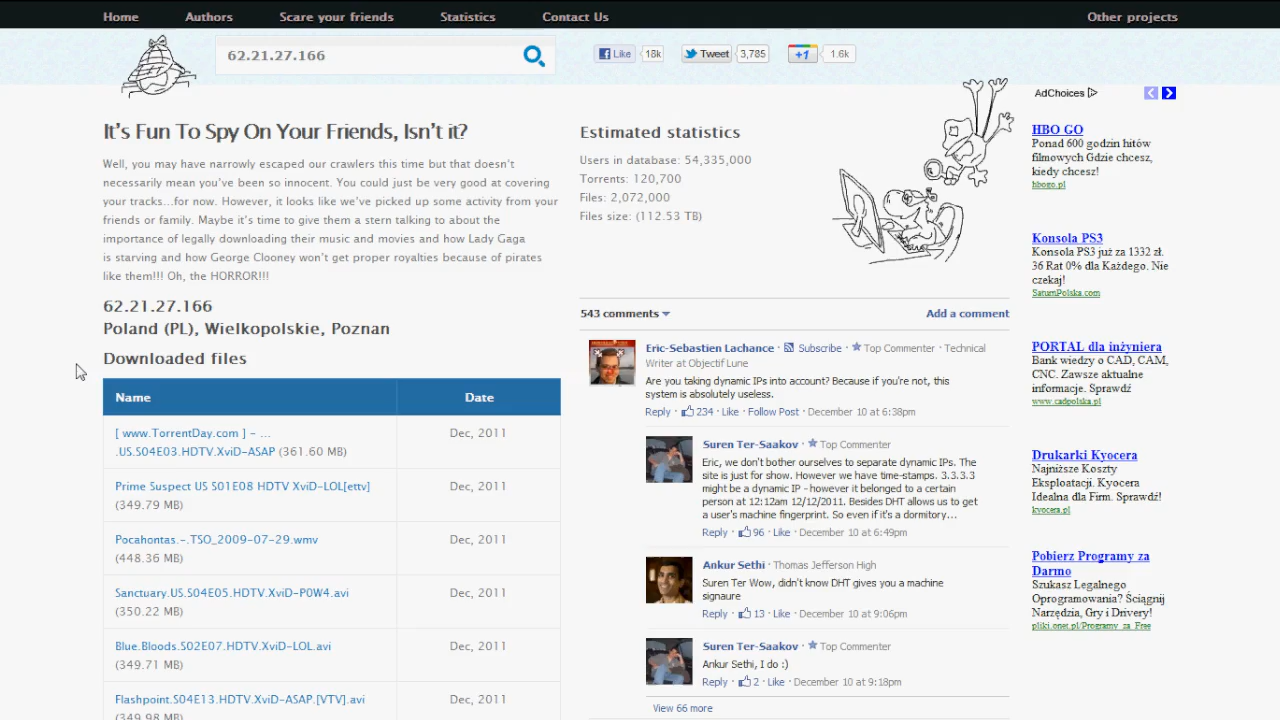 Home
Authors
Scare your friends
Statistics
Contact Us
Other projects
62.21.27.166
Like
18k
Tweet
3,785
+1
1.6k
It's Fun To Spy On Your Friends, Isn't it?
Well, you may have narrowly escaped our crawlers this time but that doesn't
necessarily mean you've been so innocent. You could just be very good at covering
your tracks...for now. However, it looks like we've picked up some activity from your
friends or family. Maybe it's time to give them a stern talking to about the
importance of legally downloading their music and movies and how Lady Gaga
is starving and how George Clooney won't get proper royalties because of pirates
like them!!! Oh, the HORROR!!!
62.21.27.166
Poland (PL), Wielkopolskie, Poznan
Downloaded files
Name
Date
[ www.TorrentDay.com ] - ...
.US.S04E03.HDTV.XviD-ASAP (361.60 MB)
Dec, 2011
Prime Suspect US S01E08 HDTV XviD-LOL[ettv]
(349.79 MB)
Dec, 2011
Pocahontas.-.TSO_2009-07-29.wmv
(448.36 MB)
Dec, 2011
Sanctuary.US.S04E05.HDTV.XviD-P0W4.avi
(350.22 MB)
Dec, 2011
Blue.Bloods.S02E07.HDTV.XviD-LOL.avi
(349.71 MB)
Dec, 2011
Flashpoint.S04E13.HDTV.XviD-ASAP.[VTV].avi
(349.98 MB)
Dec, 2011
Estimated statistics
Users in database: 54,335,000
Torrents: 120,700
Files: 2,072,000
Files size: (112.53 TB)
543 comments
Add a comment
Eric-Sebastien Lachance · Subscribe · Top Commenter · Technical
Writer at Objectif Lune
Are you taking dynamic IPs into account? Because if you're not, this
system is absolutely useless.
Reply · 234 · Like · Follow Post · December 10 at 6:38pm
Suren Ter-Saakov · Top Commenter
Eric, we don't bother ourselves to separate dynamic IPs. The
site is just for show. However we have time-stamps. 3.3.3.3
might be a dynamic IP - however it belonged to a certain
person at 12:12am 12/12/2011. Besides DHT allows us to get
a user's machine fingerprint. So even if it's a dormitory...
Reply · 96 · Like · December 10 at 6:49pm
Ankur Sethi · Thomas Jefferson High
Suren Ter Wow, didn't know DHT gives you a machine
signaure
Reply · 13 · Like · December 10 at 9:06pm
Suren Ter-Saakov · Top Commenter
Ankur Sethi, I do :)
Reply · 2 · Like · December 10 at 9:18pm
View 66 more
AdChoices
HBO GO
Ponad 600 godzin hitów
filmowych Gdzie chcesz,
kiedy chcesz!
hbogo.pl
Konsola PS3
Konsola PS3 już za 1332 zł.
36 Rat 0% dla Każdego. Nie
czekaj!
SaturnPolska.com
PORTAL dla inżyniera
Bank wiedzy o CAD, CAM,
CNC. Zawsze aktualne
informacje. Sprawdź
www.cadpolska.pl
Drukarki Kyocera
Najniższe Koszty
Eksploatacji. Kyocera
Idealna dla Firm. Sprawdź!
kyocera.pl
Pobierz Programy za
Darmo
Szukasz Legalnego
Oprogramowania? Ściągnij
Narzędzia, Gry i Drivery!
pliki.onet.pl/Programy_za_Free